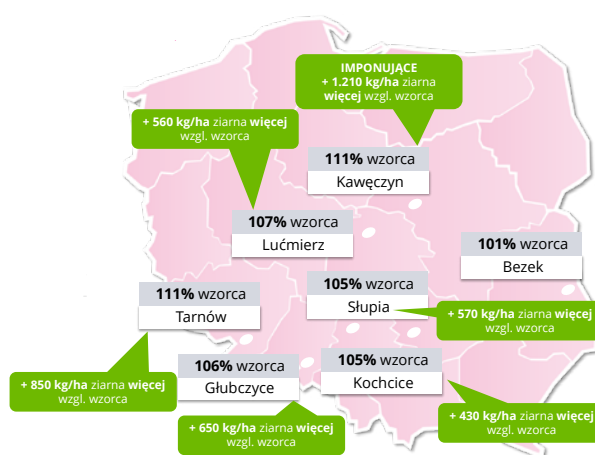 IMPONUJĄCE
+ 1.210 kg/ha ziarna
więcej wzgl. wzorca
+ 560 kg/ha ziarna więcej
wzgl. wzorca
111% wzorca
Kawęczyn
107% wzorca
Lućmierz
101% wzorca
Bezek
105% wzorca
Słupia
111% wzorca
Tarnów
+ 570 kg/ha ziarna więcej
wzgl. wzorca
106% wzorca
Głubczyce
105% wzorca
Kochcice
+ 850 kg/ha ziarna więcej
wzgl. wzorca
+ 650 kg/ha ziarna więcej
wzgl. wzorca
+ 430 kg/ha ziarna więcej
wzgl. wzorca